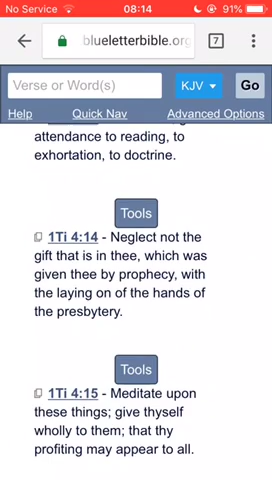 No Service 08:14 91%
blueletterbible.org 7
Verse or Word(s) KJV Go
Help Quick Nav Advanced Options
attendance to reading, to
exhortation, to doctrine.
Tools
1Ti 4:14 - Neglect not the
gift that is in thee, which was
given thee by prophecy, with
the laying on of the hands of
the presbytery.
Tools
1Ti 4:15 - Meditate upon
these things; give thyself
wholly to them; that thy
profiting may appear to all.